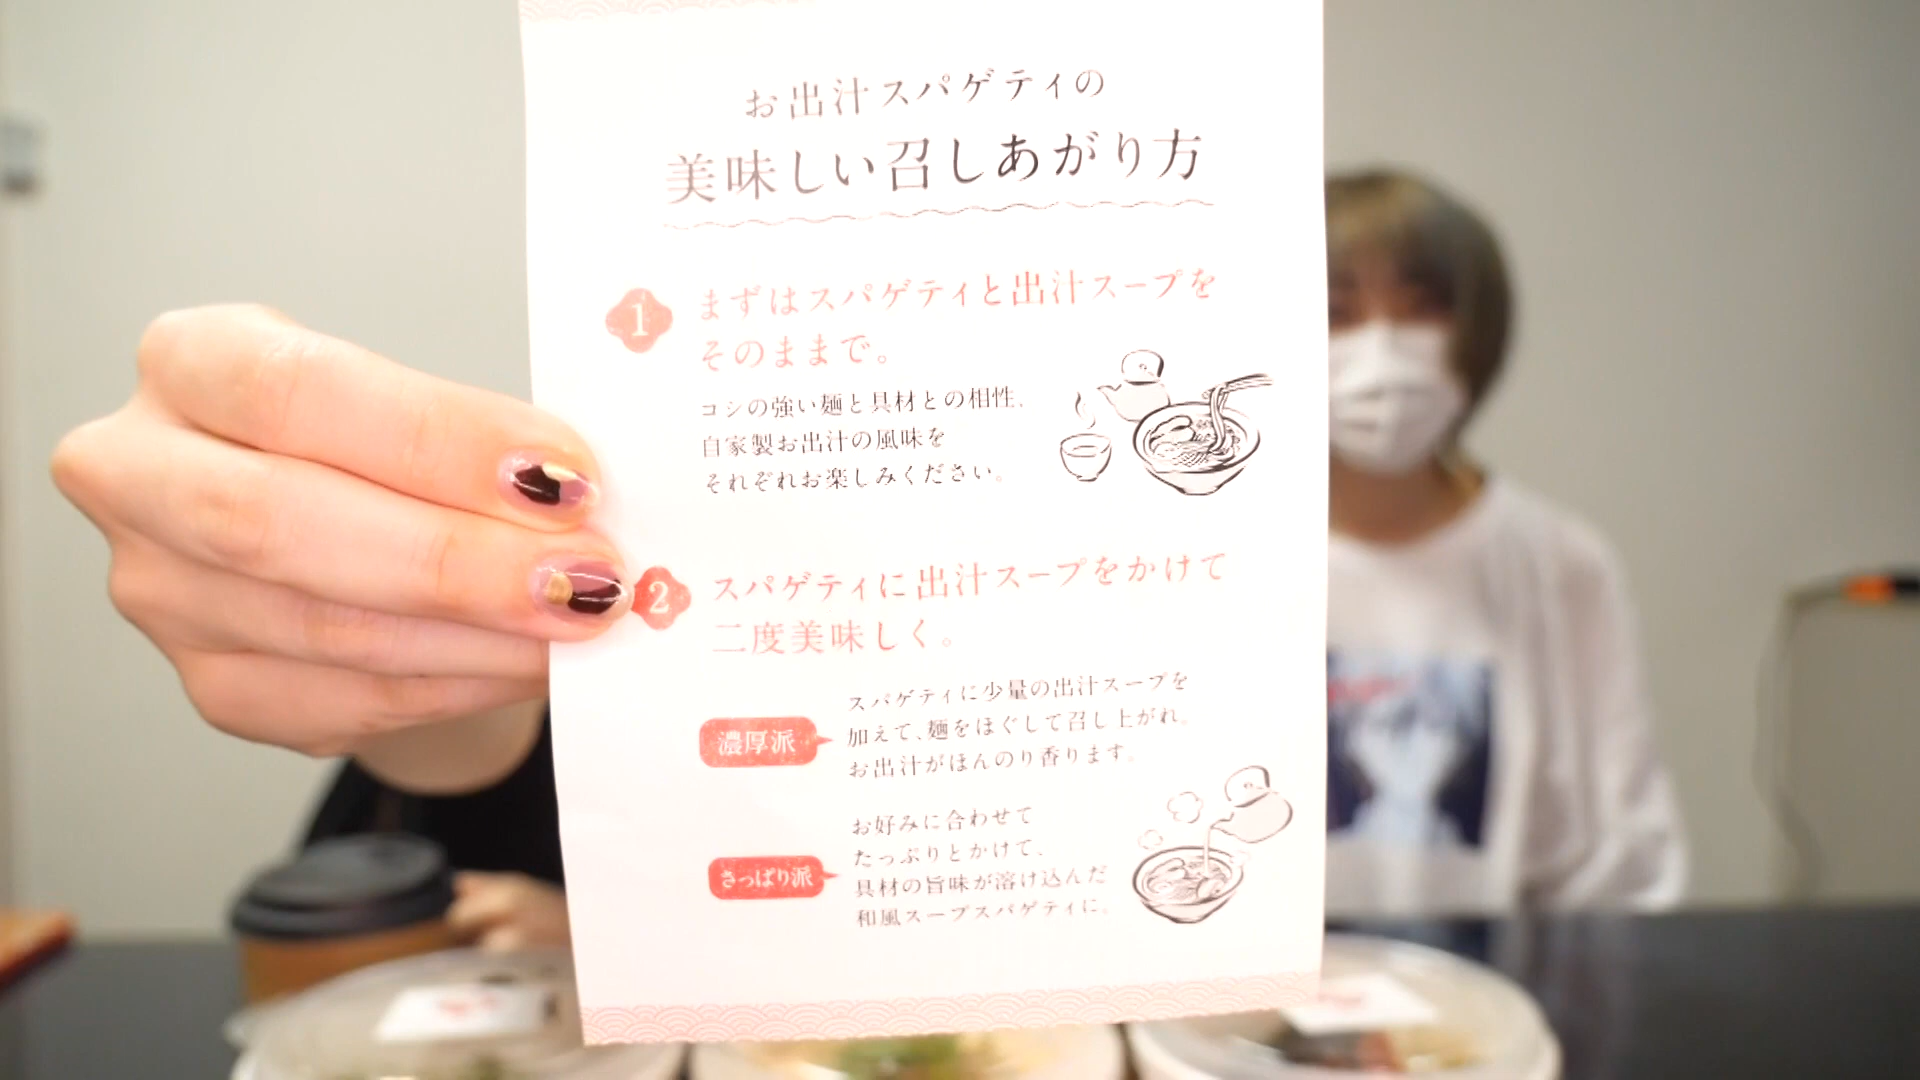 お出汁スパゲティの
美味しい召しあがり方
1
まずはスパゲティと出汁スープを
そのままで。
コシの強い麺と具材との相性、
自家製お出汁の風味を
それぞれお楽しみください。
2
スパゲティに出汁スープをかけて
二度美味しく。
濃厚派
スパゲティに少量の出汁スープを
加えて、麺をほぐして召し上がれ。
お出汁がほんのり香ります。
さっぱり派
お好みに合わせて
たっぷりとかけて、
具材の旨味が溶け込んだ
和風スープスパゲティに。